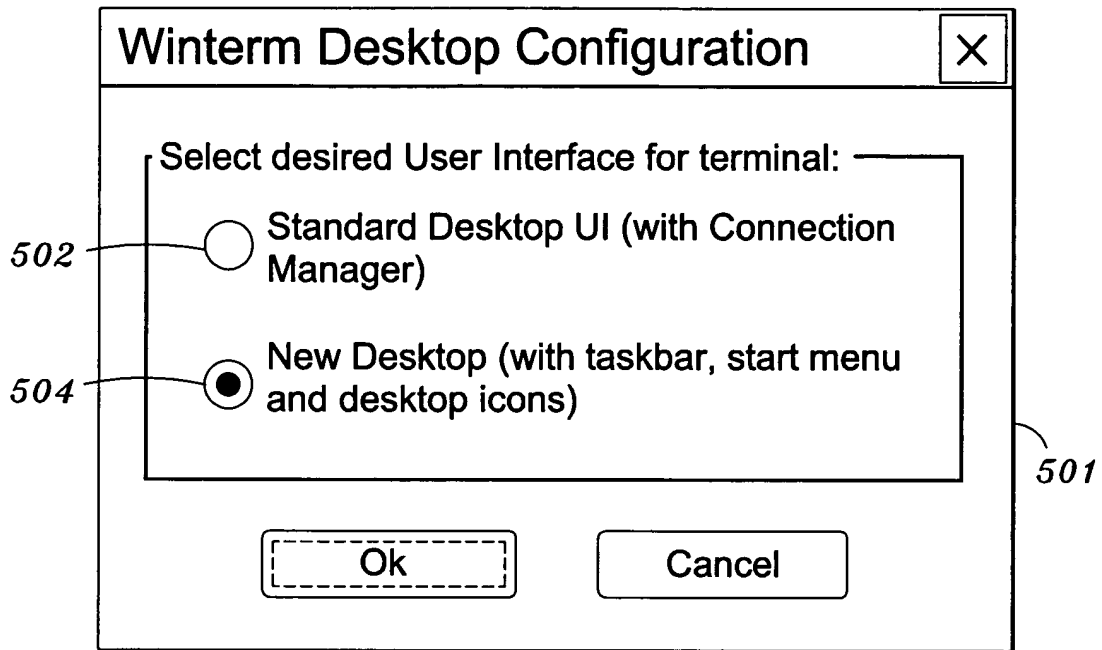 Winterm Desktop Configuration
Select desired User Interface for terminal:
502
Standard Desktop UI (with Connection
Manager)
504
New Desktop (with taskbar, start menu
and desktop icons)
501
Ok
Cancel